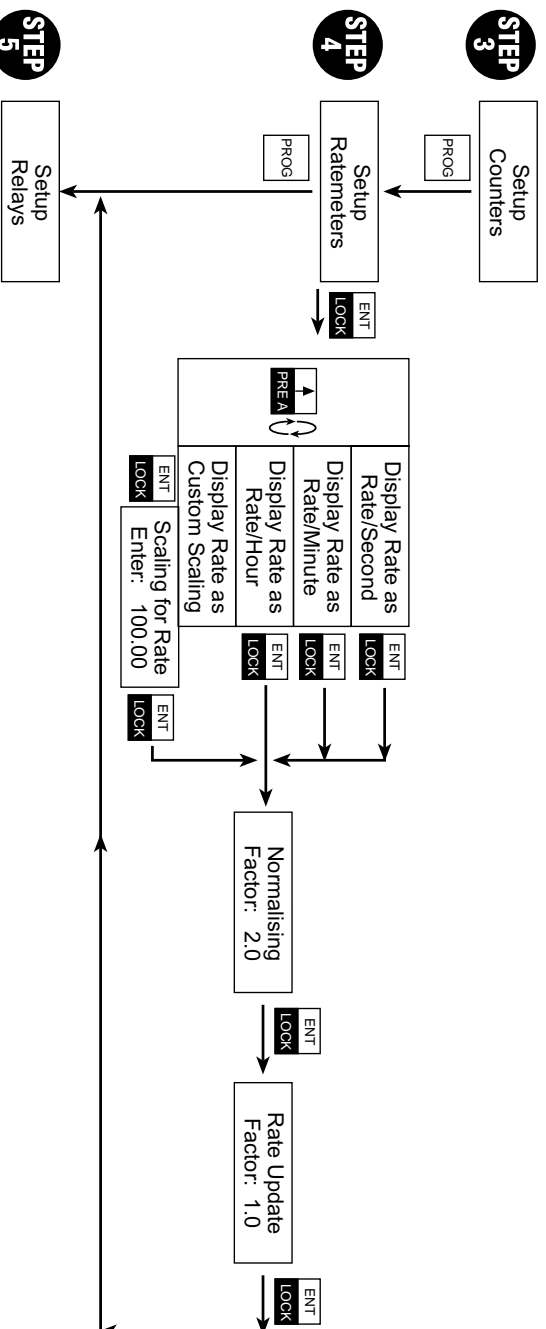 STEP
3
Setup
Counters
PROG
STEP
4
Setup
Ratemeters
PROG
ENT
LOCK
PRE A
Display Rate as
Rate/Second
ENT
LOCK
Display Rate as
Rate/Minute
ENT
LOCK
Display Rate as
Rate/Hour
ENT
LOCK
Display Rate as
Custom Scaling
ENT
LOCK
Scaling for Rate
Enter: 100.00
ENT
LOCK
Normalising
Factor: 2.0
ENT
LOCK
Rate Update
Factor: 1.0
ENT
LOCK
STEP
5
Setup
Relays